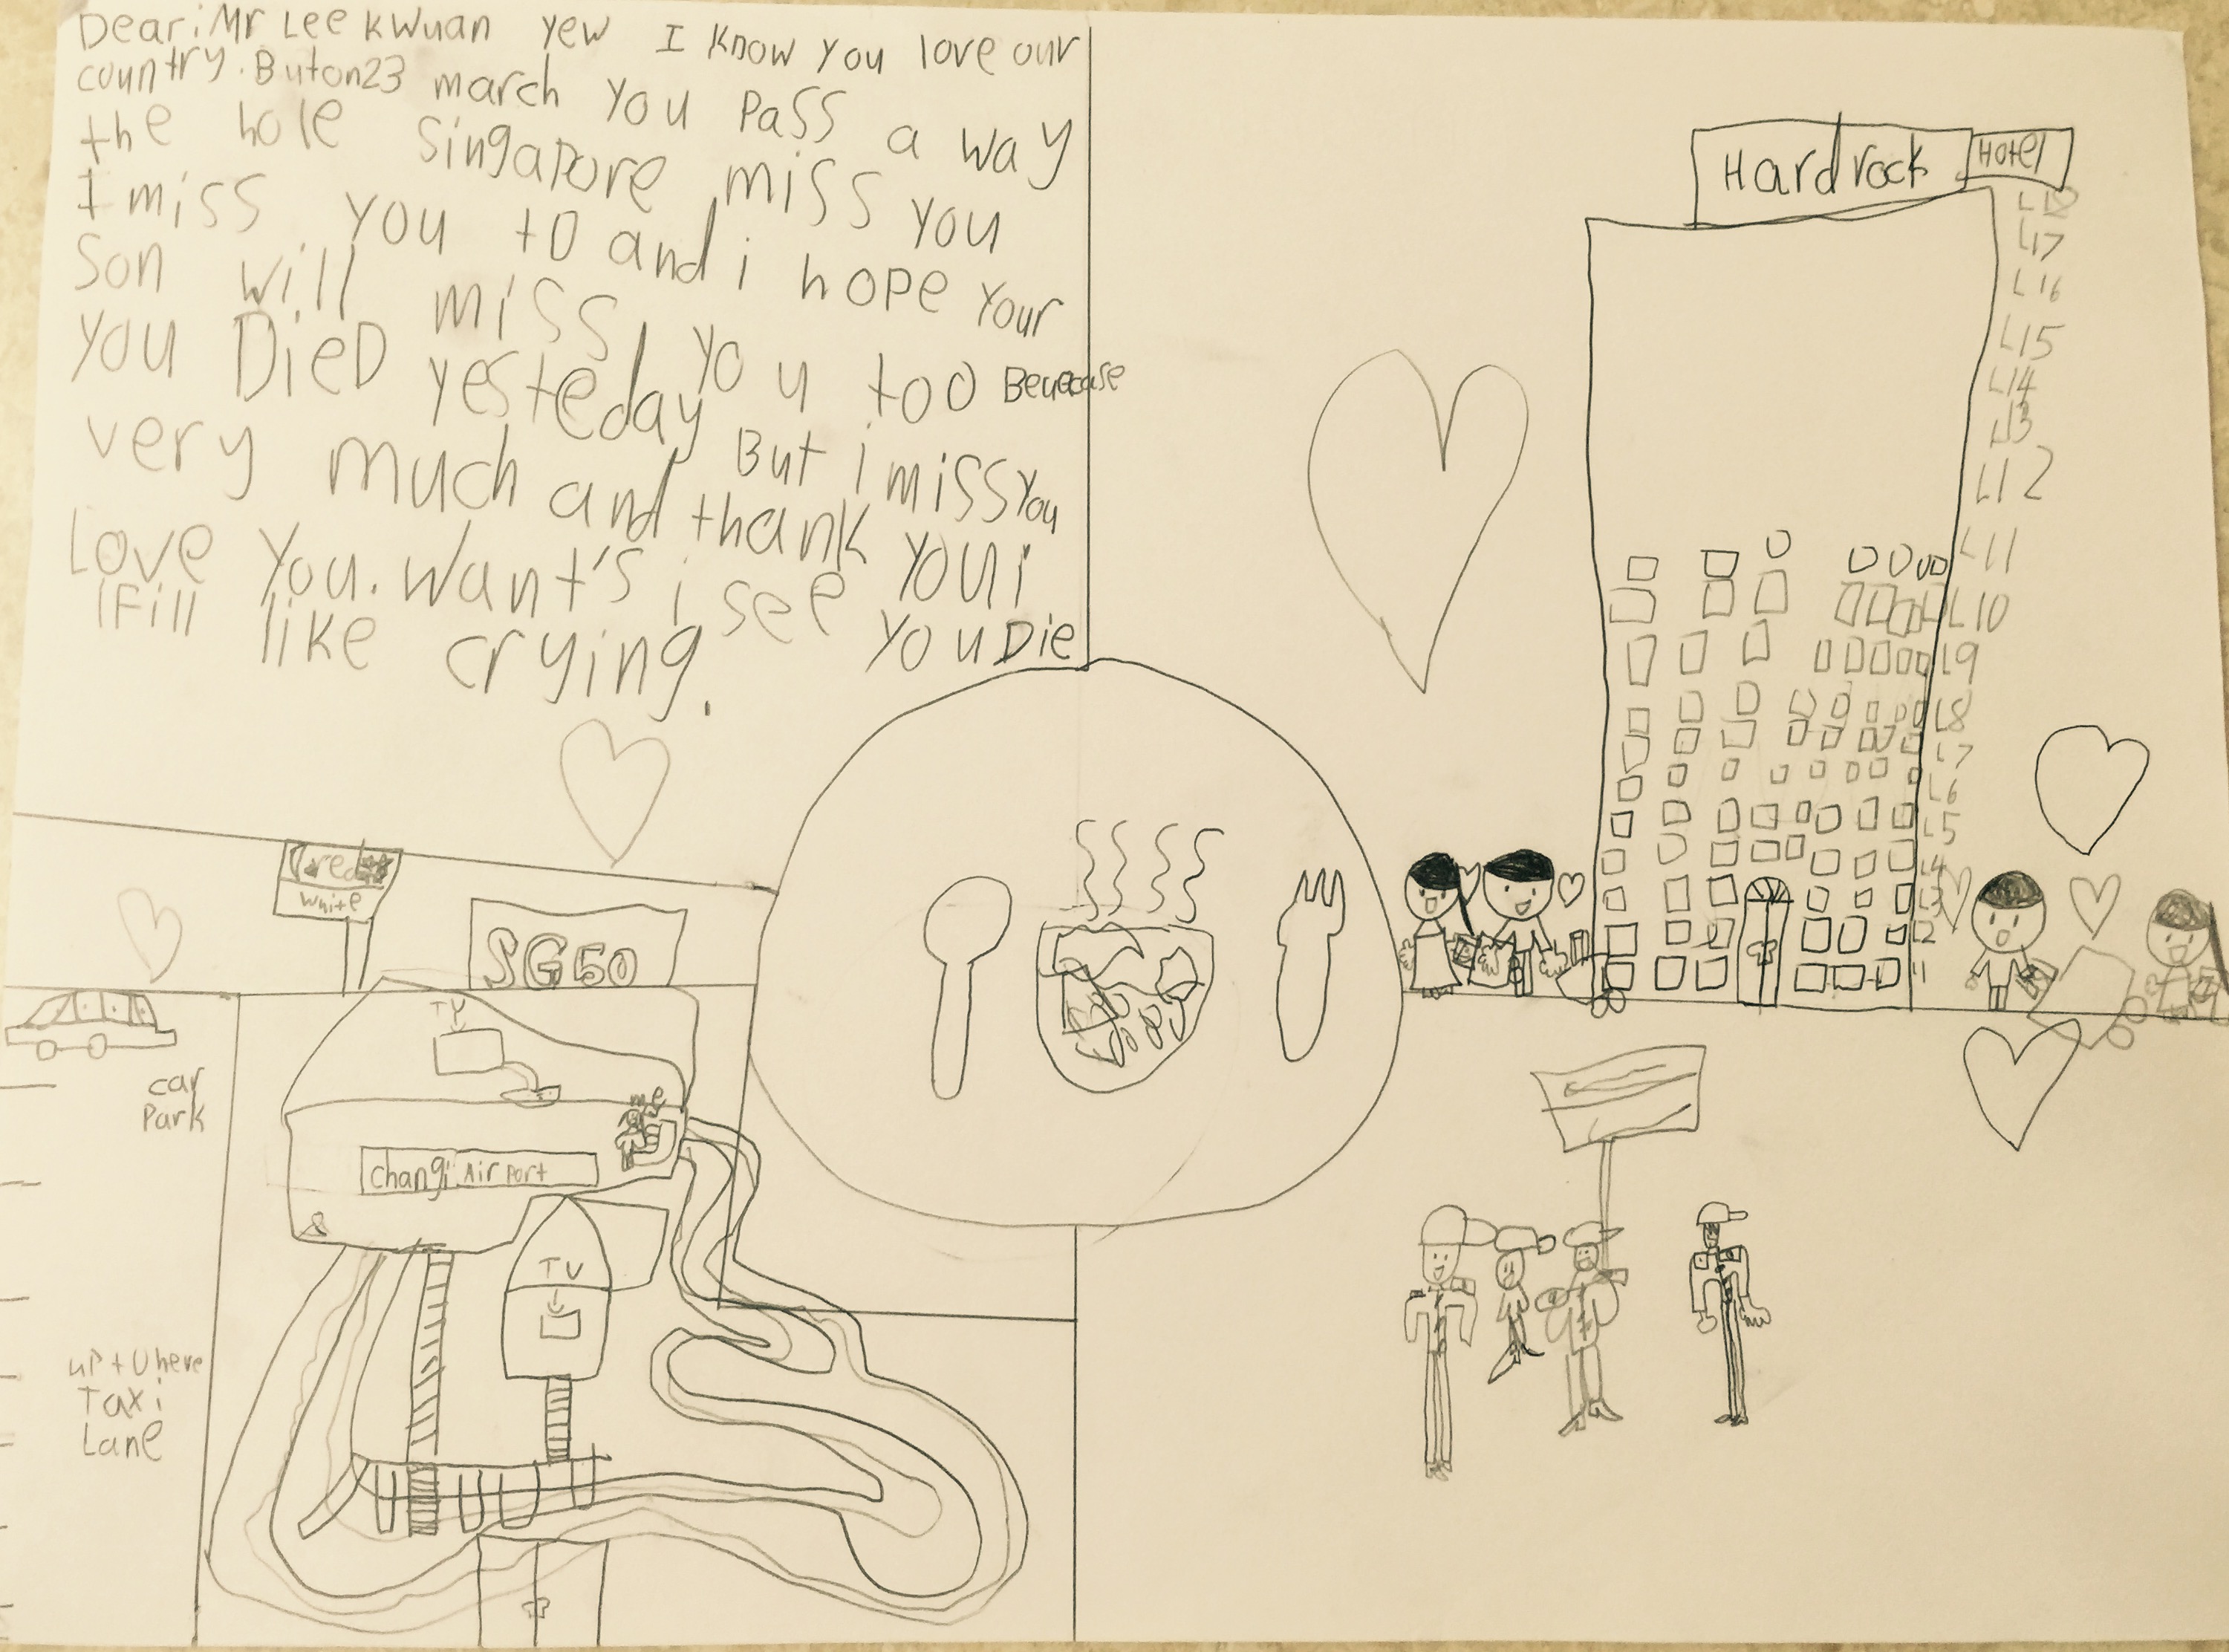 Dear: Mr Lee kwuan yew I know you love our
country. But on 23 march you pass a way
the hole singapore miss you
I miss you to and i hope your
son will miss you too Beuecase
you DieD yesteday But i miss you
very much and thank you i
Love you. want's i see you Die
I Fill like crying.
Hard rock
HOtel
L18
L17
L16
L15
L14
L13
L12
L11
L10
L9
L8
L7
L6
L5
L4
L3
L2
L1
red
white
SG50
TV
me
changi Air port
TV
car
park
up + u here
Taxi
Lane